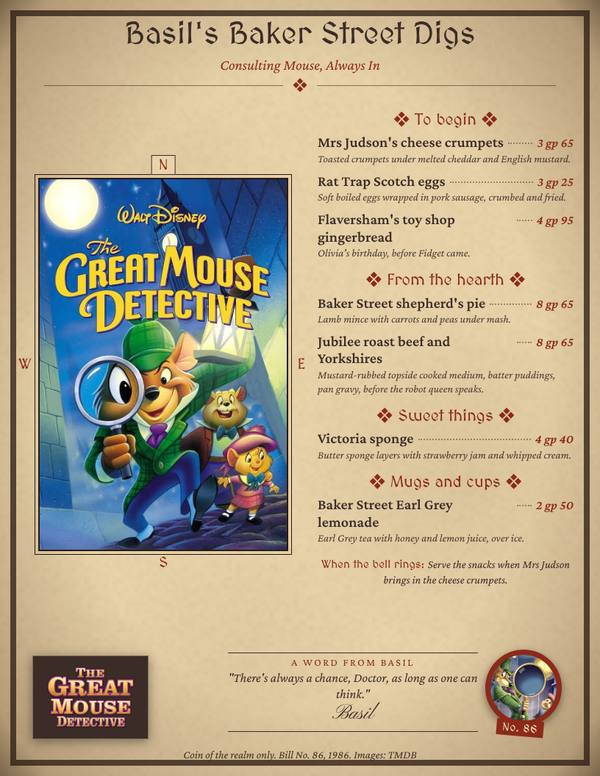 Basil's Baker Street Digs
Consulting Mouse, Always In
N
W
E
S
WALT DISNEY
The
GREAT MOUSE
DETECTIVE
To begin
Mrs Judson's cheese crumpets 3 gp 65
Toasted crumpets under melted cheddar and English mustard.
Rat Trap Scotch eggs 3 gp 25
Soft boiled eggs wrapped in pork sausage, crumbed and fried.
Flaversham's toy shop 4 gp 95
gingerbread
Olivia's birthday, before Fidget came.
From the hearth
Baker Street shepherd's pie 8 gp 65
Lamb mince with carrots and peas under mash.
Jubilee roast beef and 8 gp 65
Yorkshires
Mustard-rubbed topside cooked medium, batter puddings,
pan gravy, before the robot queen speaks.
Sweet things
Victoria sponge 4 gp 40
Butter sponge layers with strawberry jam and whipped cream.
Mugs and cups
Baker Street Earl Grey 2 gp 50
lemonade
Earl Grey tea with honey and lemon juice, over ice.
When the bell rings: Serve the snacks when Mrs Judson
brings in the cheese crumpets.
THE
GREAT
MOUSE
DETECTIVE
A WORD FROM BASIL
"There's always a chance, Doctor, as long as one can
think."
Basil
No. 86
Coin of the realm only. Bill No. 86, 1986. Images: TMDB